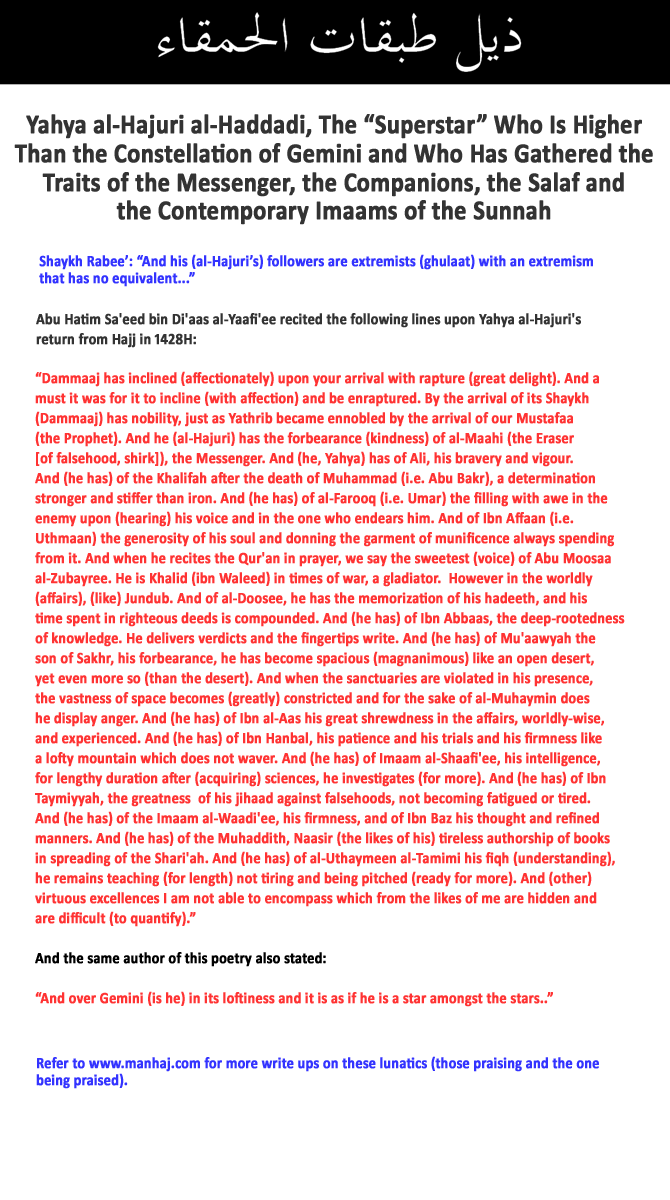 ذيل طبقات الحمقاء
Yahya al-Hajuri al-Haddadi, The “Superstar” Who Is Higher
Than the Constellation of Gemini and Who Has Gathered the
Traits of the Messenger, the Companions, the Salaf and
the Contemporary Imaams of the Sunnah
Shaykh Rabee’: “And his (al-Hajuri’s) followers are extremists (ghulaat) with an extremism
that has no equivalent...”
Abu Hatim Sa'eed bin Di'aas al-Yaafi'ee recited the following lines upon Yahya al-Hajuri's
return from Hajj in 1428H:
“Dammaaj has inclined (affectionately) upon your arrival with rapture (great delight). And a
must it was for it to incline (with affection) and be enraptured. By the arrival of its Shaykh
(Dammaaj) has nobility, just as Yathrib became ennobled by the arrival of our Mustafaa
(the Prophet). And he (al-Hajuri) has the forbearance (kindness) of al-Maahi (the Eraser
[of falsehood, shirk]), the Messenger. And (he, Yahya) has of Ali, his bravery and vigour.
And (he has) of the Khalifah after the death of Muhammad (i.e. Abu Bakr), a determination
stronger and stiffer than iron. And (he has) of al-Farooq (i.e. Umar) the filling with awe in the
enemy upon (hearing) his voice and in the one who endears him. And of Ibn Affaan (i.e.
Uthmaan) the generosity of his soul and donning the garment of munificence always spending
from it. And when he recites the Qur'an in prayer, we say the sweetest (voice) of Abu Moosaa
al-Zubayree. He is Khalid (ibn Waleed) in times of war, a gladiator.  However in the worldly
(affairs), (like) Jundub. And of al-Doosee, he has the memorization of his hadeeth, and his
time spent in righteous deeds is compounded. And (he has) of Ibn Abbaas, the deep-rootedness
of knowledge. He delivers verdicts and the fingertips write. And (he has) of Mu'aawyah the
son of Sakhr, his forbearance, he has become spacious (magnanimous) like an open desert,
yet even more so (than the desert). And when the sanctuaries are violated in his presence,
the vastness of space becomes (greatly) constricted and for the sake of al-Muhaymin does
he display anger. And (he has) of Ibn al-Aas his great shrewdness in the affairs, worldly-wise,
and experienced. And (he has) of Ibn Hanbal, his patience and his trials and his firmness like
a lofty mountain which does not waver. And (he has) of Imaam al-Shaafi'ee, his intelligence,
for lengthy duration after (acquiring) sciences, he investigates (for more). And (he has) of Ibn
Taymiyyah, the greatness  of his jihaad against falsehoods, not becoming fatigued or tired.
And (he has) of the Imaam al-Waadi'ee, his firmness, and of Ibn Baz his thought and refined
manners. And (he has) of the Muhaddith, Naasir (the likes of his) tireless authorship of books
in spreading of the Shari'ah. And (he has) of al-Uthaymeen al-Tamimi his fiqh (understanding),
he remains teaching (for length) not tiring and being pitched (ready for more). And (other)
virtuous excellences I am not able to encompass which from the likes of me are hidden and
are difficult (to quantify).”
And the same author of this poetry also stated:
“And over Gemini (is he) in its loftiness and it is as if he is a star amongst the stars..”
Refer to www.manhaj.com for more write ups on these lunatics (those praising and the one
being praised).